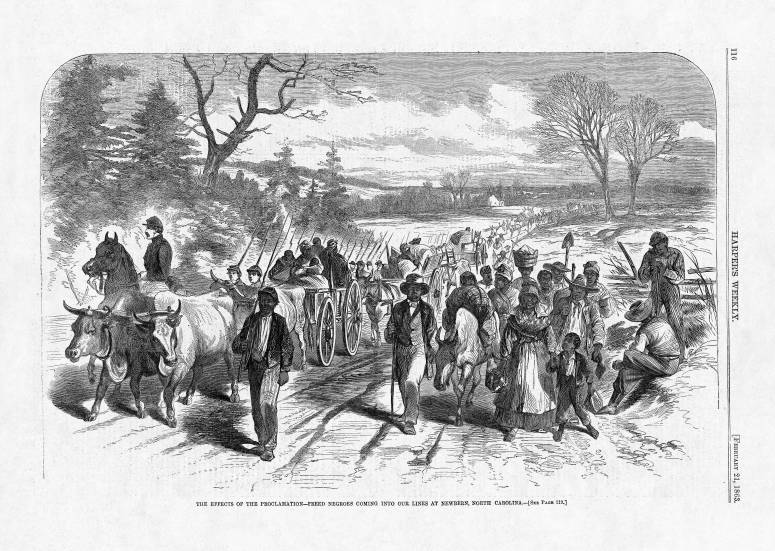 116
HARPER'S WEEKLY.
[FEBRUARY 21, 1863.
THE EFFECTS OF THE PROCLAMATION—FREED NEGROES COMING INTO OUR LINES AT NEWBERN, NORTH CAROLINA.—[SEE PAGE 119.]